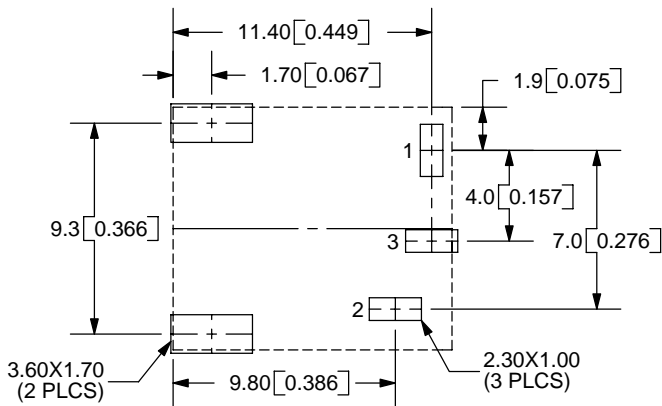 11.40[0.449]
1.70[0.067]
1.9[0.075]
1
4.0[0.157]
9.3[0.366]
3
7.0[0.276]
2
3.60X1.70
(2 PLCS)
2.30X1.00
(3 PLCS)
9.80[0.386]